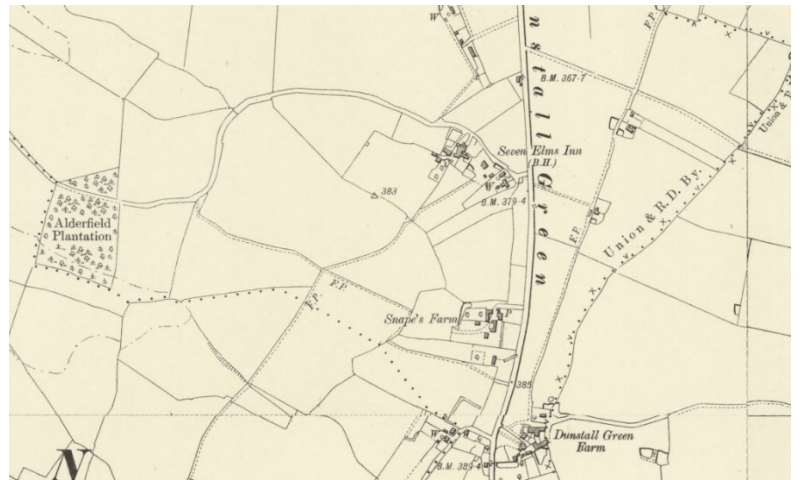 W
F.P.
nstall Green
B.M. 367·7
Union & R.D.
Seven Elms Inn
(B.H.)
W
383
B.M. 379·4
Alderfield
Plantation
F.P.
Union & R.D. By.
F.P.
F.P.
Snape's Farm
P
385
W
Dunstall Green
Farm
B.M. 389·4
N